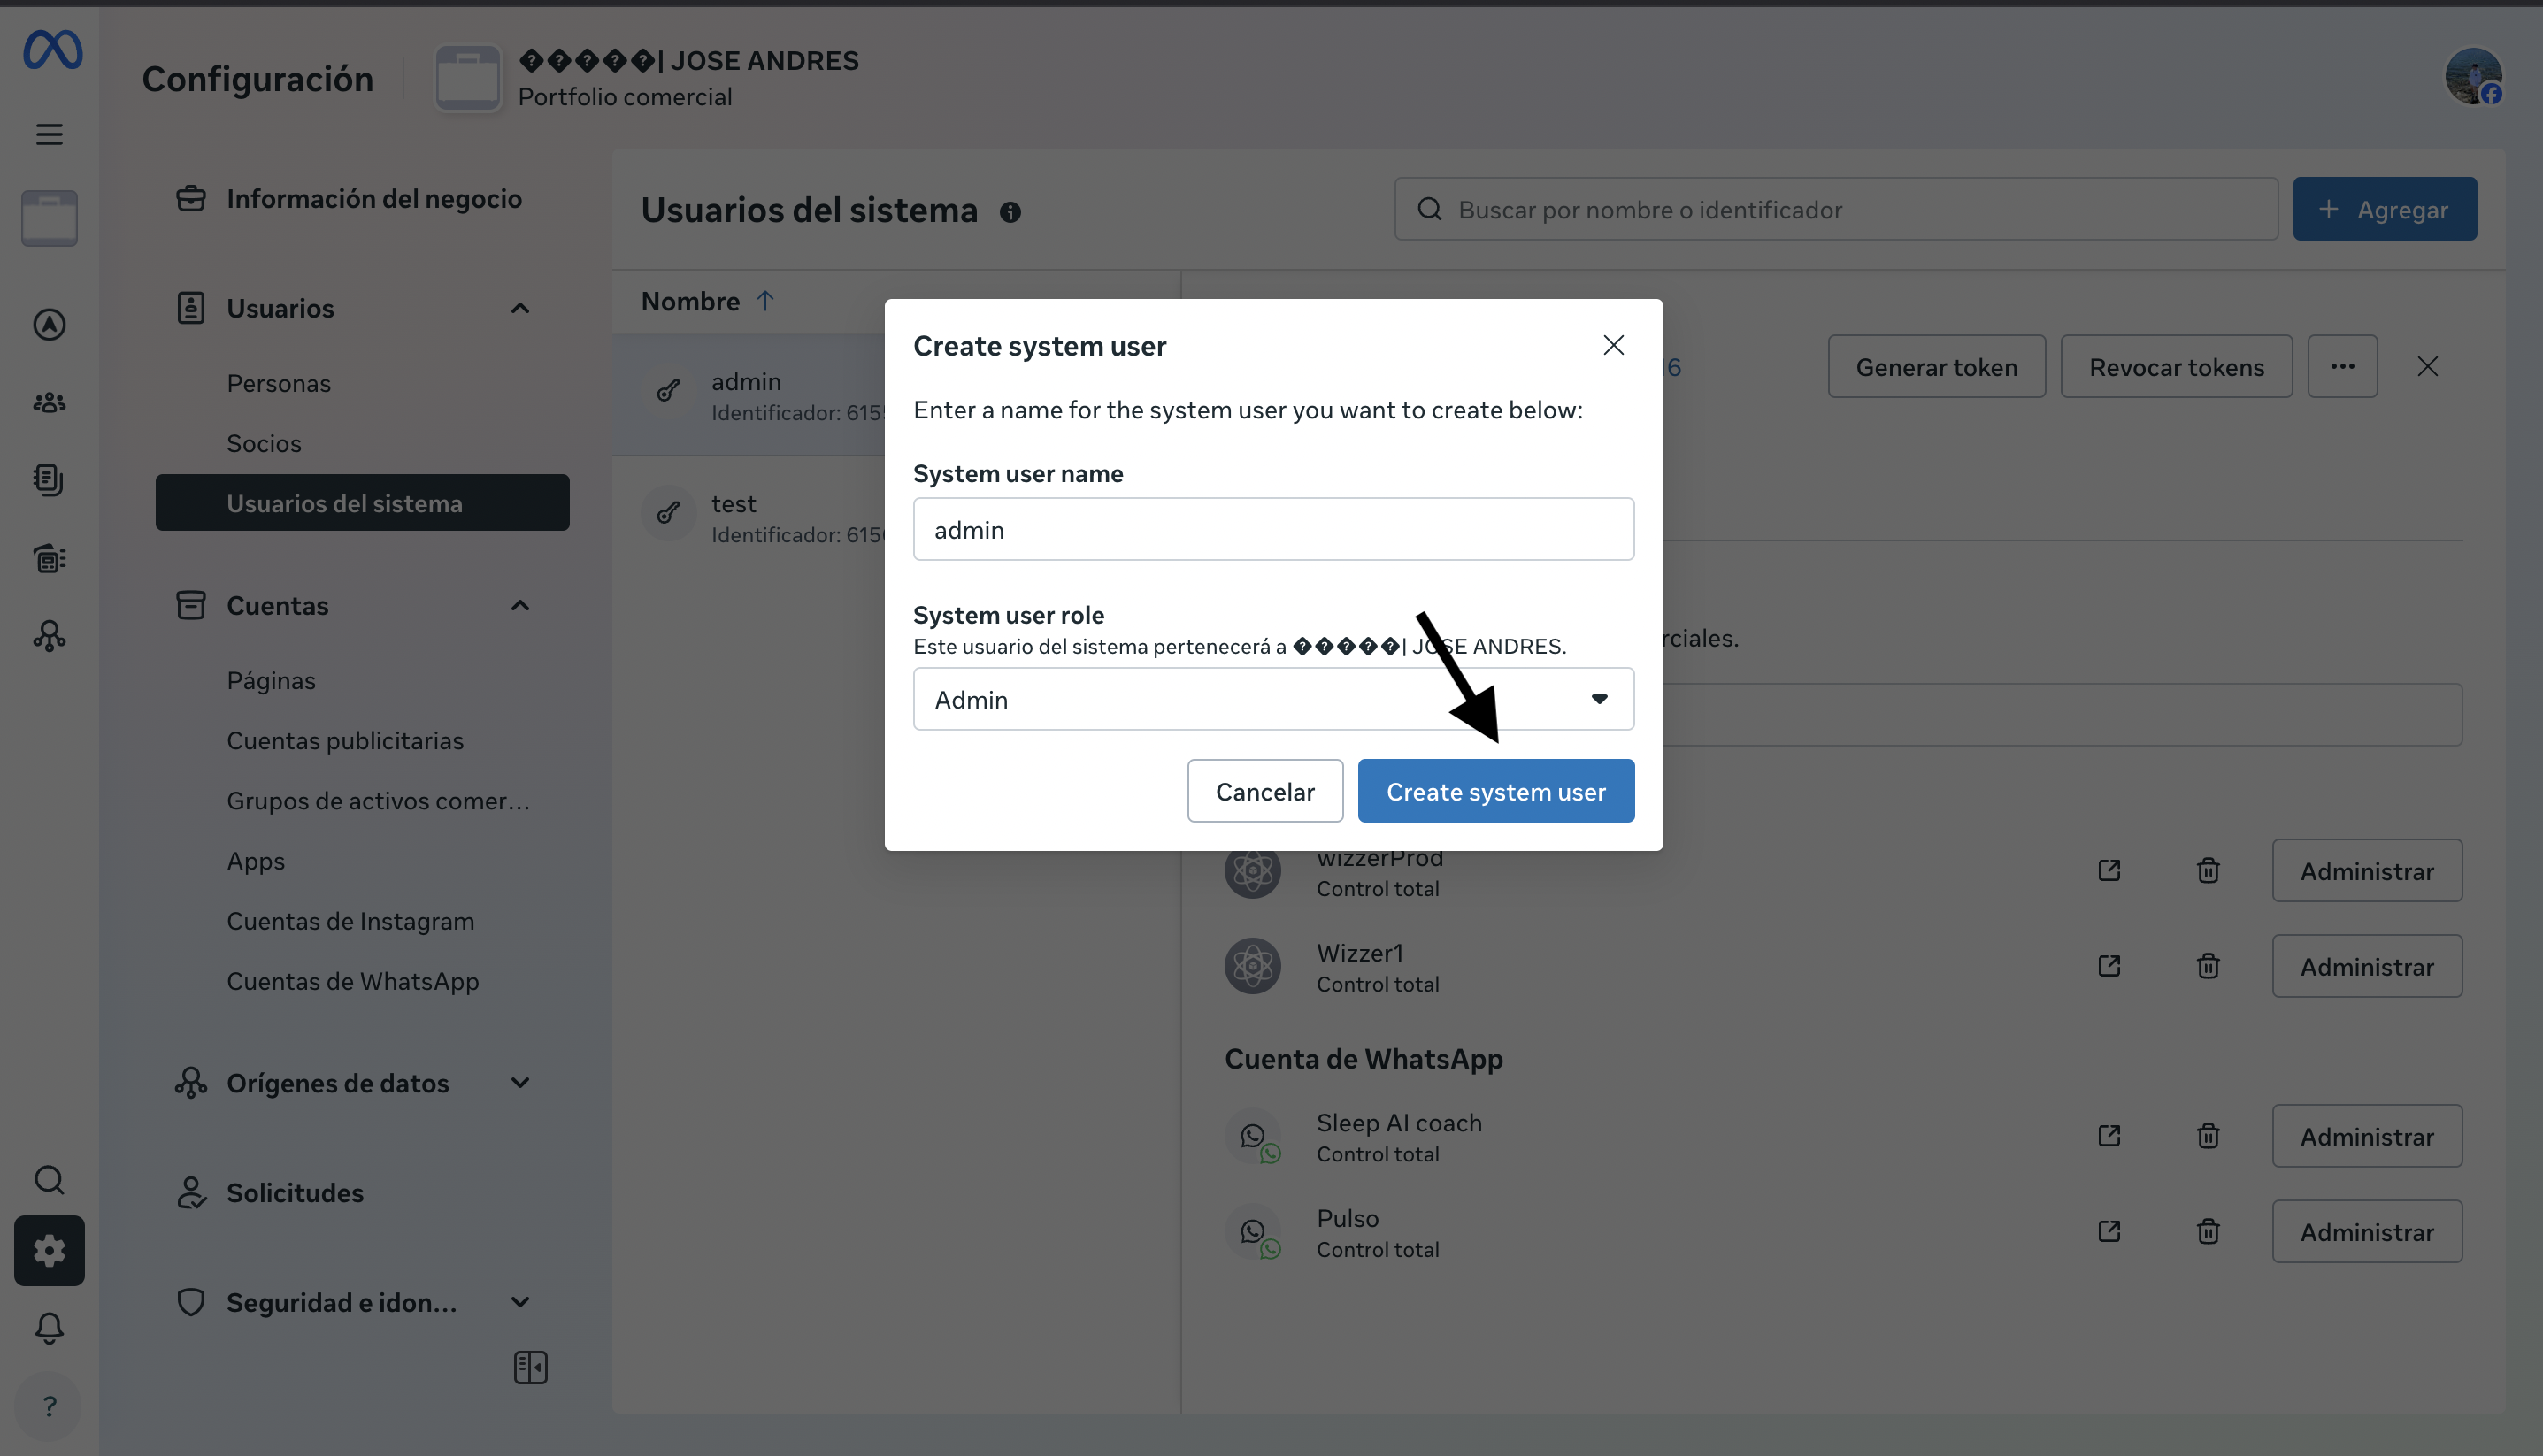 Configuración
�����| JOSE ANDRES
Portfolio comercial
Información del negocio
Usuarios
Personas
Socios
Usuarios del sistema
Cuentas
Páginas
Cuentas publicitarias
Grupos de activos comer...
Apps
Cuentas de Instagram
Cuentas de WhatsApp
Orígenes de datos
Solicitudes
Seguridad e idon...
?
Usuarios del sistema
Buscar por nombre o identificador
+ Agregar
Nombre ↑
admin
Identificador: 615
test
Identificador: 615
16
Generar token
Revocar tokens
Create system user
Enter a name for the system user you want to create below:
System user name
admin
System user role
Este usuario del sistema pertenecerá a �����| JOSE ANDRES.
Admin
Cancelar
Create system user
rciales.
wizzerProd
Control total
Administrar
Wizzer1
Control total
Administrar
Cuenta de WhatsApp
Sleep AI coach
Control total
Administrar
Pulso
Control total
Administrar